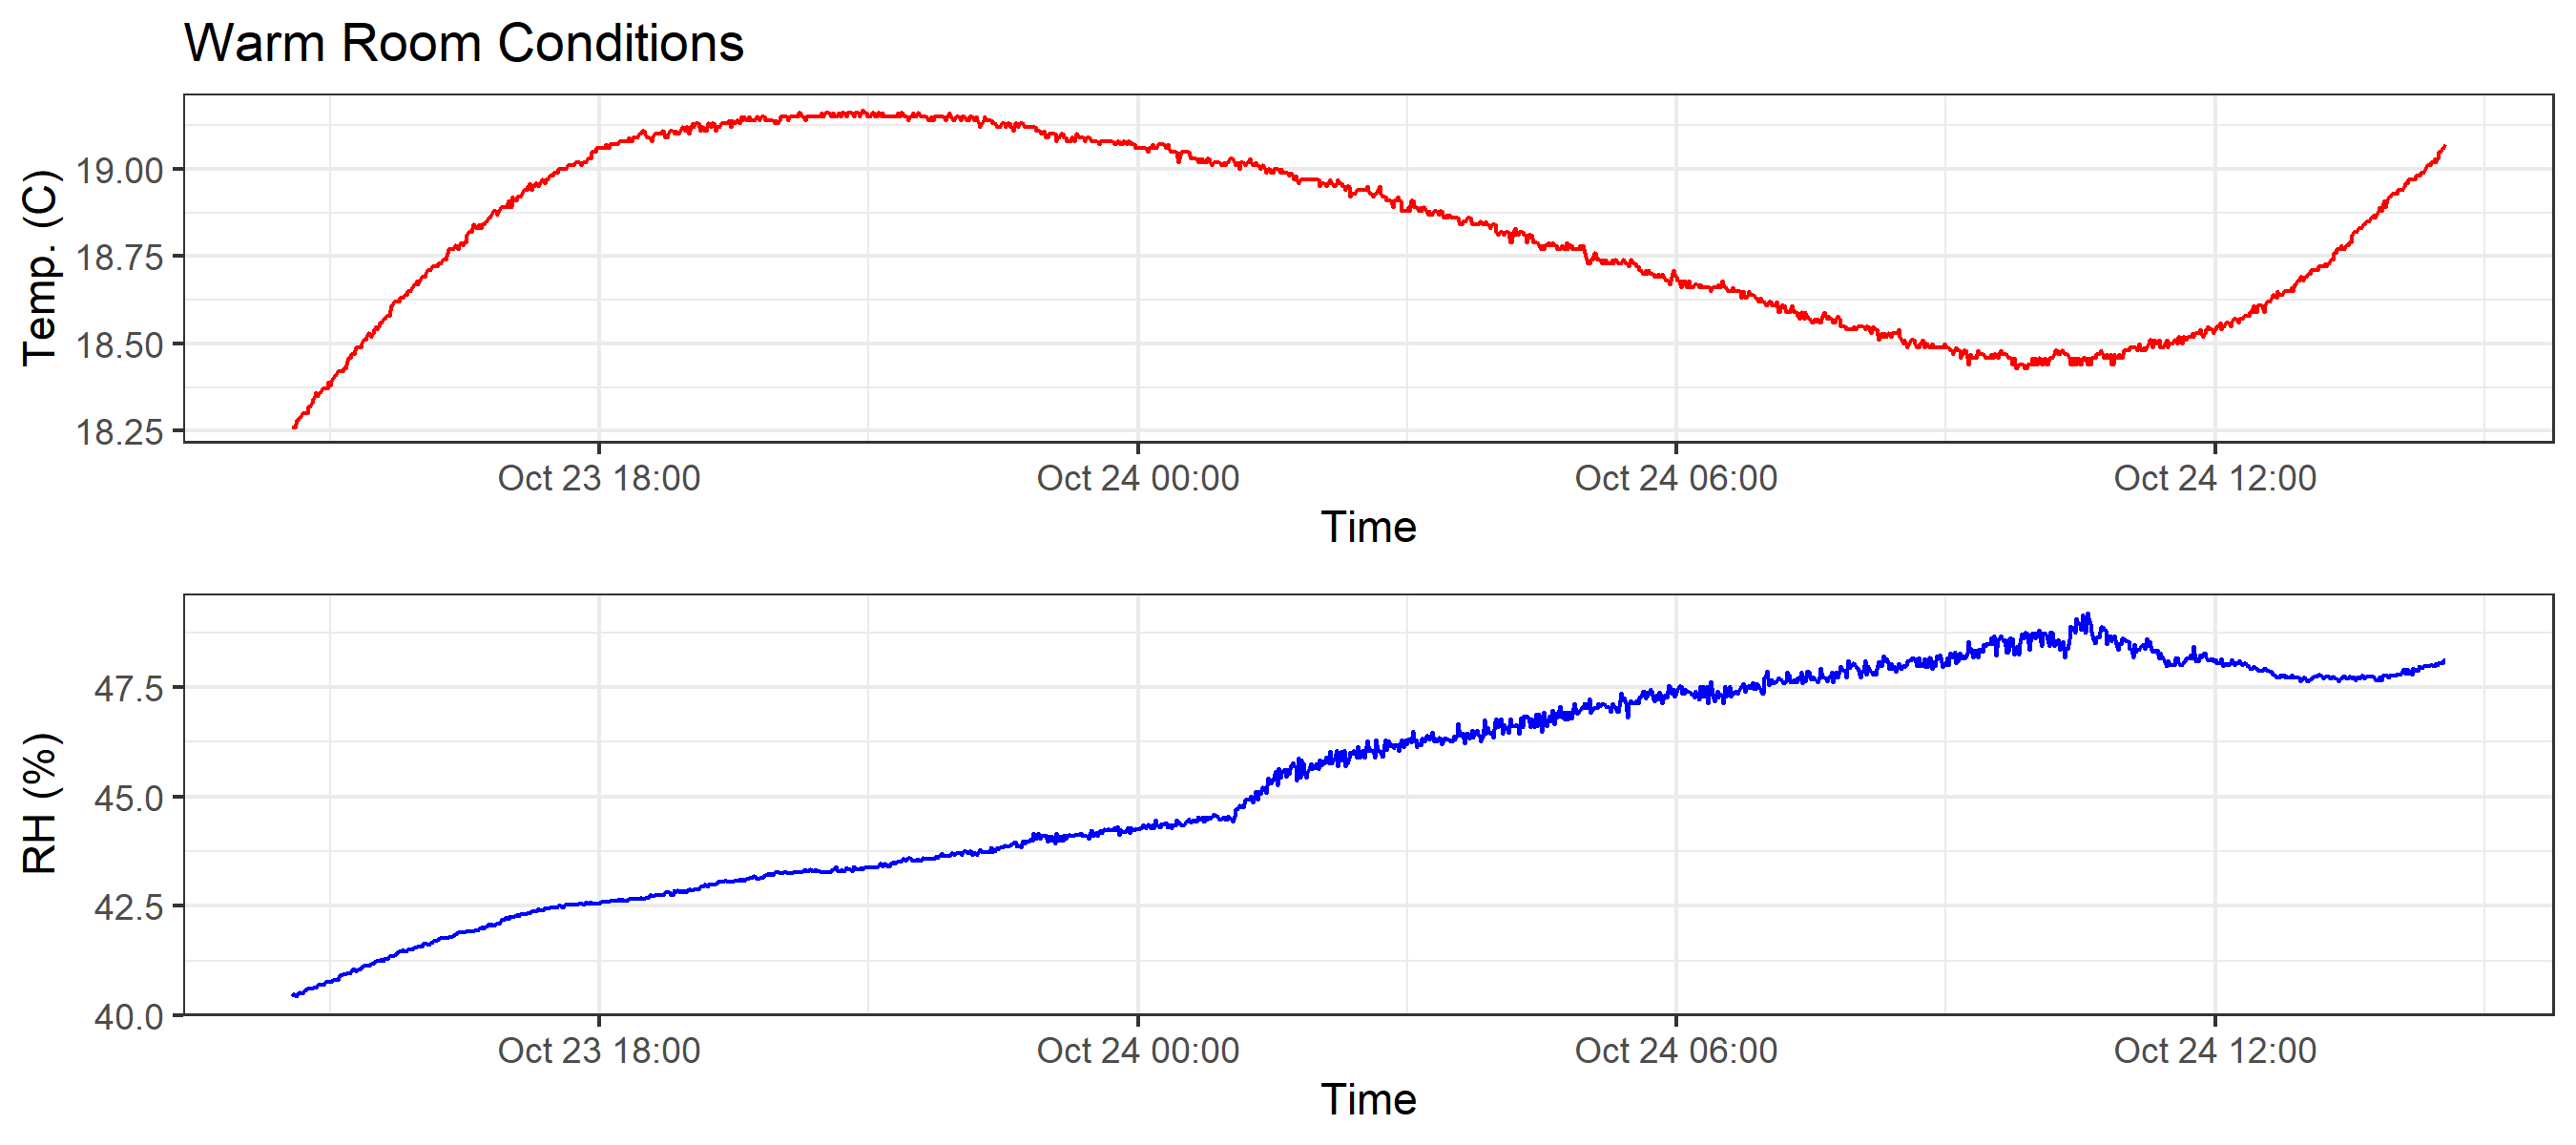 Warm Room Conditions
Temp. (C)
19.00
18.75
18.50
18.25
Oct 23 18:00 Oct 24 00:00 Oct 24 06:00 Oct 24 12:00
Time
RH (%)
47.5
45.0
42.5
40.0
Oct 23 18:00 Oct 24 00:00 Oct 24 06:00 Oct 24 12:00
Time